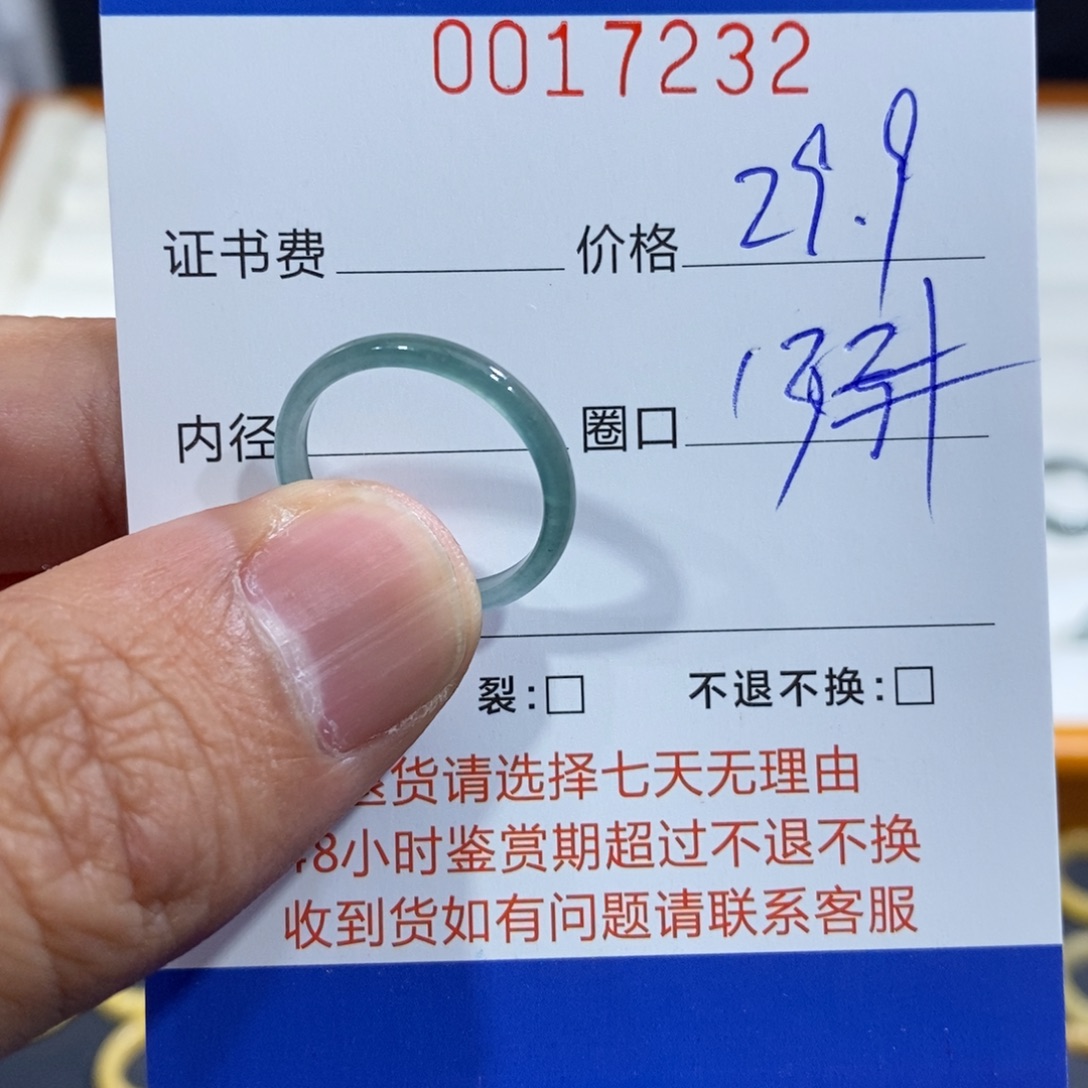 0017232
证书费 价格 29.9
内径 圈口
裂:□ 不退不换:□
退货请选择七天无理由
48小时鉴赏期超过不退不换
收到货如有问题请联系客服